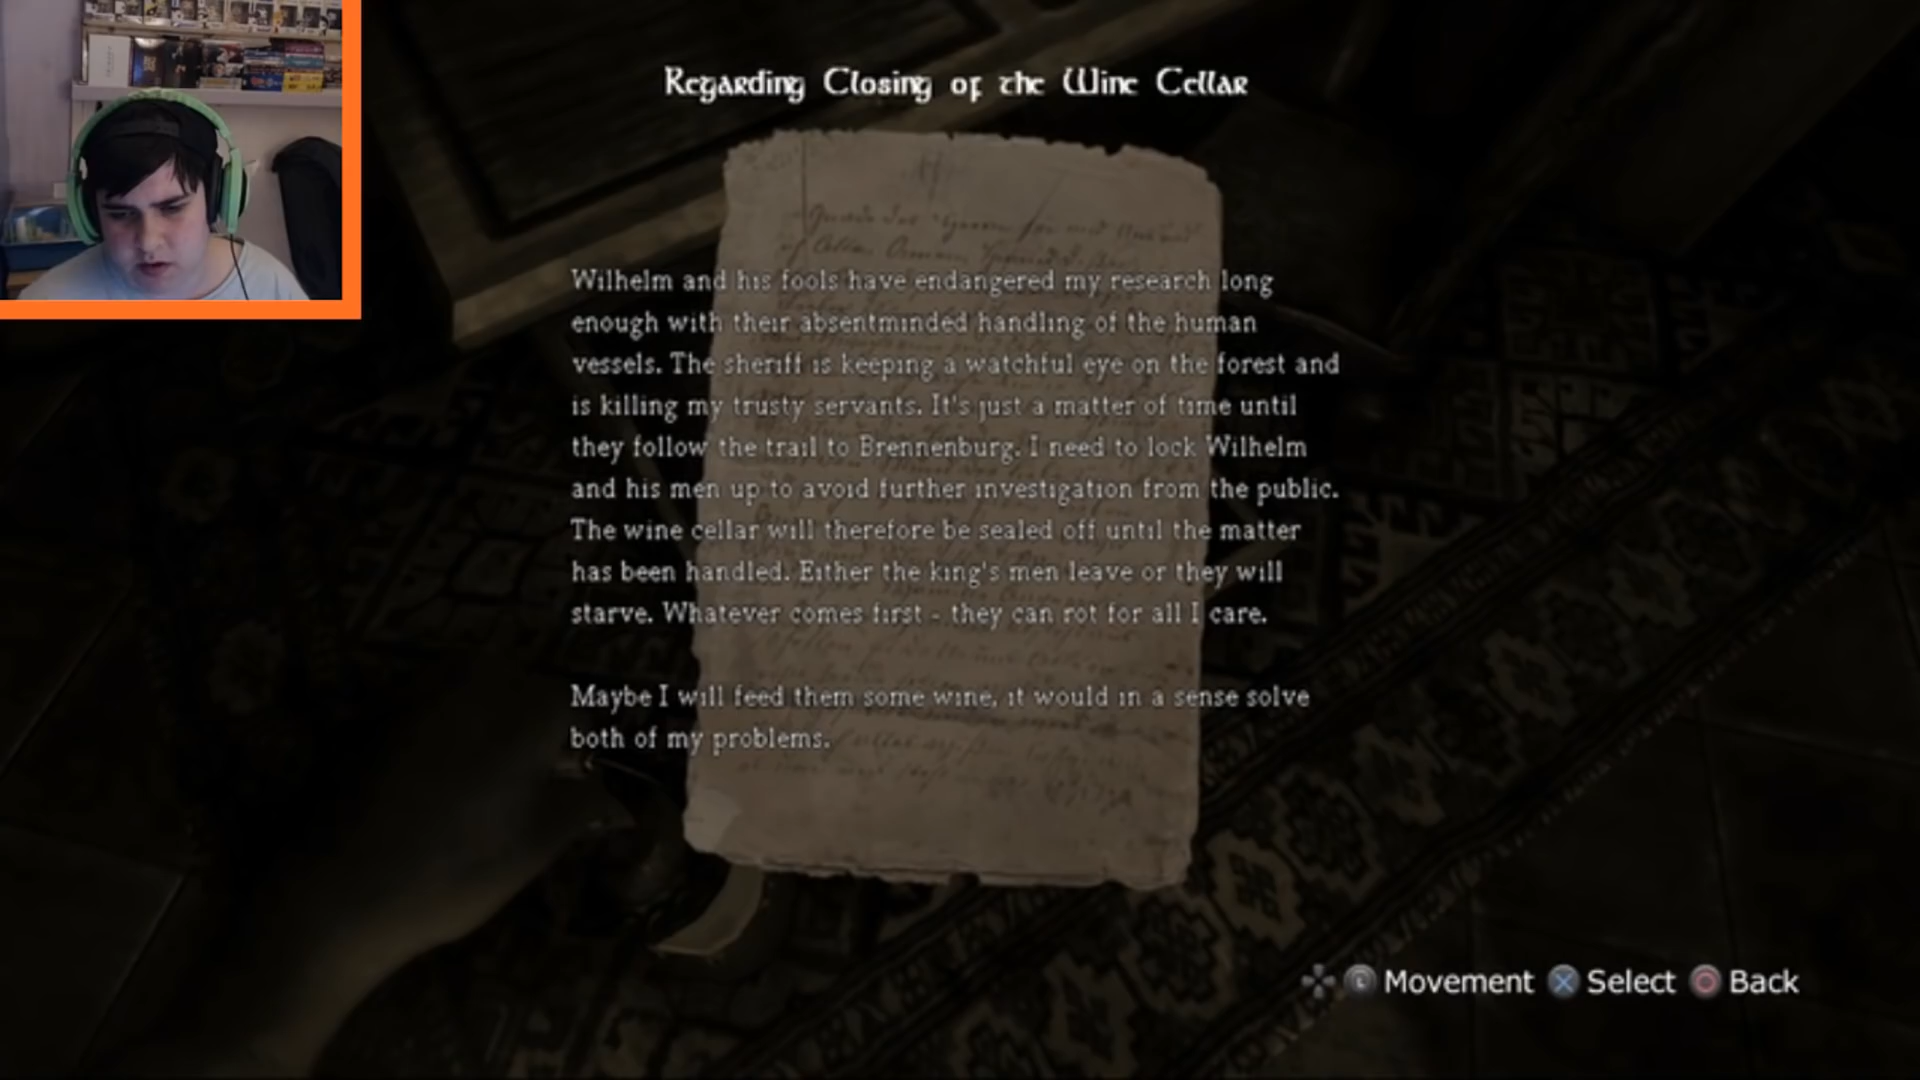 Regarding Closing of the Wine Cellar
Wilhelm and his fools have endangered my research long
enough with their absentminded handling of the human
vessels. The sheriff is keeping a watchful eye on the forest and
is killing my trusty servants. It's just a matter of time until
they follow the trail to Brennenburg. I need to lock Wilhelm
and his men up to avoid further investigation from the public.
The wine cellar will therefore be sealed off until the matter
has been handled. Either the king's men leave or they will
starve. Whatever comes first - they can rot for all I care.
Maybe I will feed them some wine, it would in a sense solve
both of my problems.
Movement Select Back